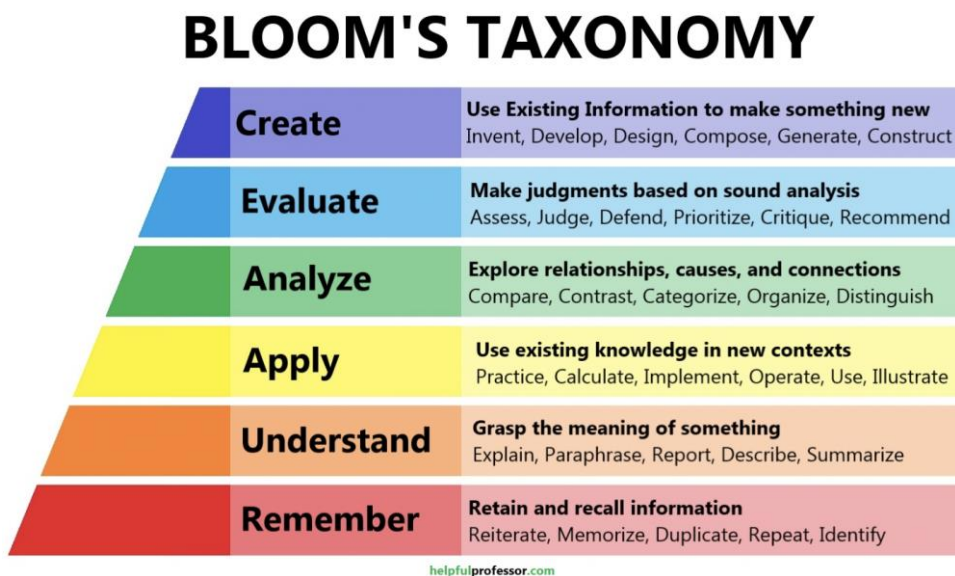 BLOOM'S TAXONOMY
Create
Use Existing Information to make something new
Invent, Develop, Design, Compose, Generate, Construct
Evaluate
Make judgments based on sound analysis
Assess, Judge, Defend, Prioritize, Critique, Recommend
Analyze
Explore relationships, causes, and connections
Compare, Contrast, Categorize, Organize, Distinguish
Apply
Use existing knowledge in new contexts
Practice, Calculate, Implement, Operate, Use, Illustrate
Understand
Grasp the meaning of something
Explain, Paraphrase, Report, Describe, Summarize
Remember
Retain and recall information
Reiterate, Memorize, Duplicate, Repeat, Identify
helpfulprofessor.com